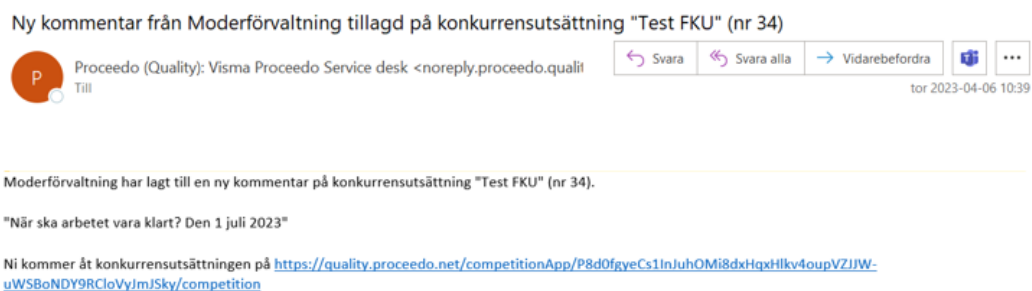 Ny kommentar från Moderförvaltning tillagd på konkurrensutsättning "Test FKU" (nr 34)
P
Proceedo (Quality): Visma Proceedo Service desk <noreply.proceedo.qualit
Svara
Svara alla
Vidarebefordra
Till
tor 2023-04-06 10:39
Moderförvaltning har lagt till en ny kommentar på konkurrensutsättning "Test FKU" (nr 34).
"När ska arbetet vara klart? Den 1 juli 2023"
Ni kommer åt konkurrensutsättningen på https://quality.proceedo.net/competitionApp/P8d0fgyeCs1InJuhOMi8dxHqxHlkv4oupVZJJW-
uWSBoNDY9RCloVyJmJSky/competition